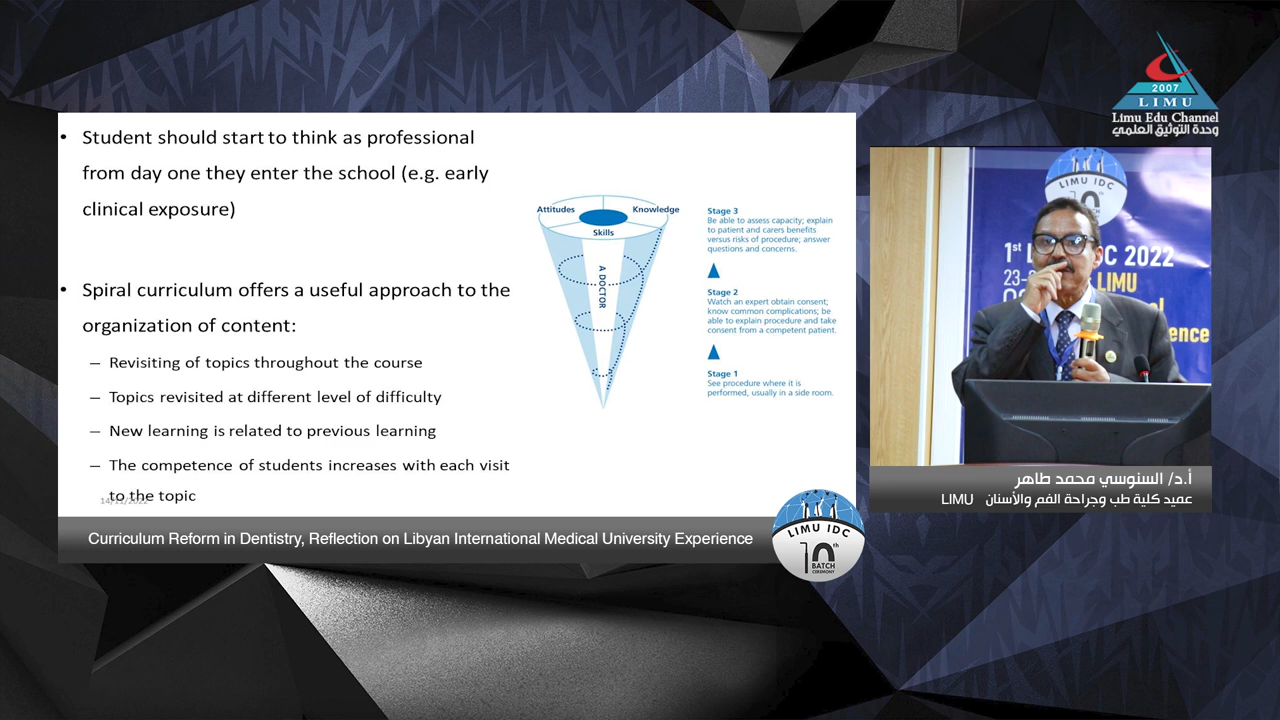 • Student should start to think as professional
from day one they enter the school (e.g. early
clinical exposure)
• Spiral curriculum offers a useful approach to the
organization of content:
– Revisiting of topics throughout the course
– Topics revisited at different level of difficulty
– New learning is related to previous learning
– The competence of students increases with each visit
to the topic
Attitudes
Knowledge
Skills
A DOCTOR
Stage 3
Be able to assess capacity; explain
to patient and carers benefits
versus risks of procedure; answer
questions and concerns.
Stage 2
Watch an expert obtain consent;
know common complications; be
able to explain procedure and take
consent from a competent patient.
Stage 1
See procedure where it is
performed, usually in a side room.
Curriculum Reform in Dentistry, Reflection on Libyan International Medical University Experience
LIMU IDC
10th
BATCH
CEREMONY
2007
LIMU
Limu Edu Channel
وحدة التوثيق العلمي
LIMU IDC
1st
DC 2022
23-
LIMU
ence
أ.د/ السنوسي محمد طاهر
عميد كلية طب وجراحة الفم والأسنان LIMU